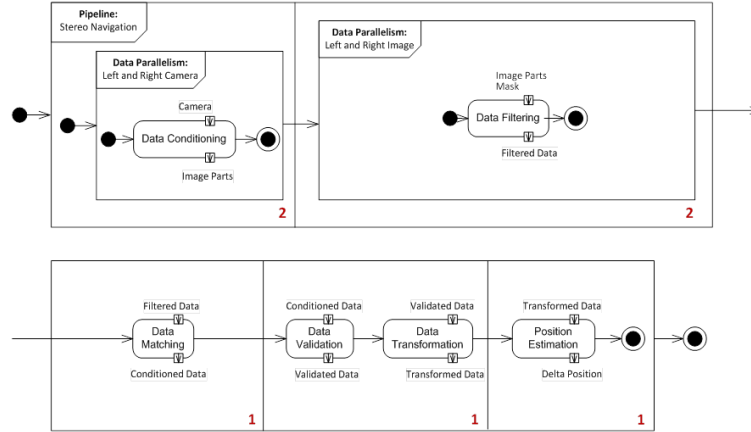 Pipeline:
Stereo Navigation
Data Parallelism:
Left and Right Camera
Camera
Data Conditioning
Image Parts
2
Data Parallelism:
Left and Right Image
Image Parts
Mask
Data Filtering
Filtered Data
2
Filtered Data
Data
Matching
Conditioned Data
1
Conditioned Data
Data
Validation
Validated Data
Validated Data
Data
Transformation
Transformed Data
1
Transformed Data
Position
Estimation
Delta Position
1